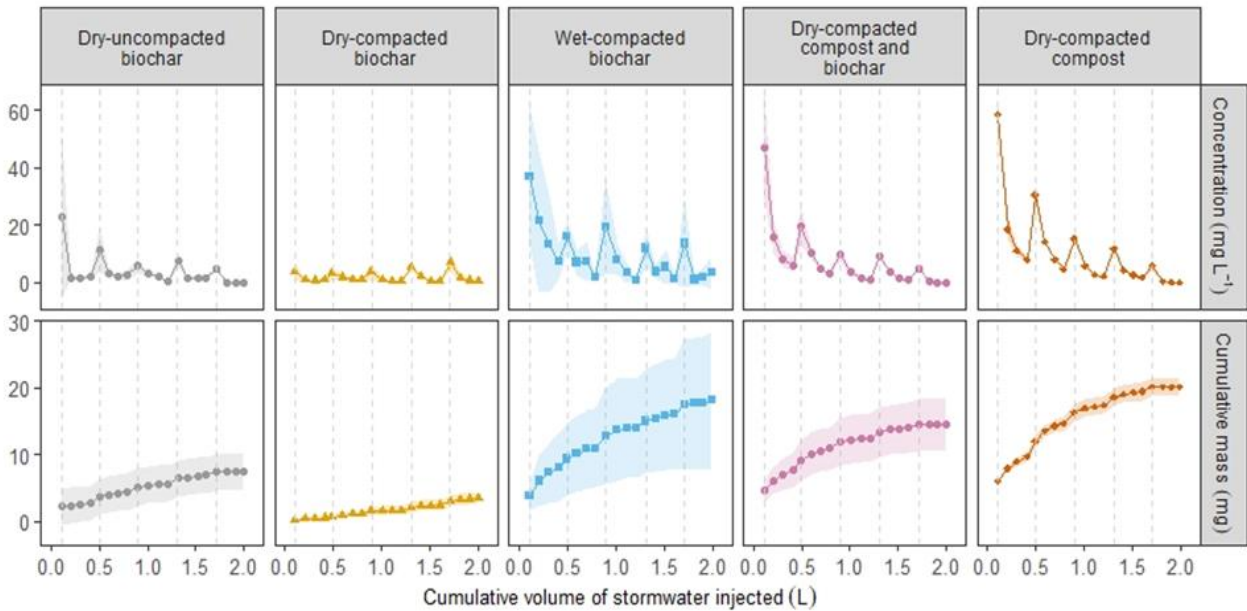 Dry-uncompacted
biochar
Dry-compacted
biochar
Wet-compacted
biochar
Dry-compacted
compost and
biochar
Dry-compacted
compost
60
40
20
0
Concentration (mg L⁻¹)
30
20
10
0
Cumulative mass (mg)
0.0 0.5 1.0 1.5 2.0 0.0 0.5 1.0 1.5 2.0 0.0 0.5 1.0 1.5 2.0 0.0 0.5 1.0 1.5 2.0 0.0 0.5 1.0 1.5 2.0
Cumulative volume of stormwater injected (L)